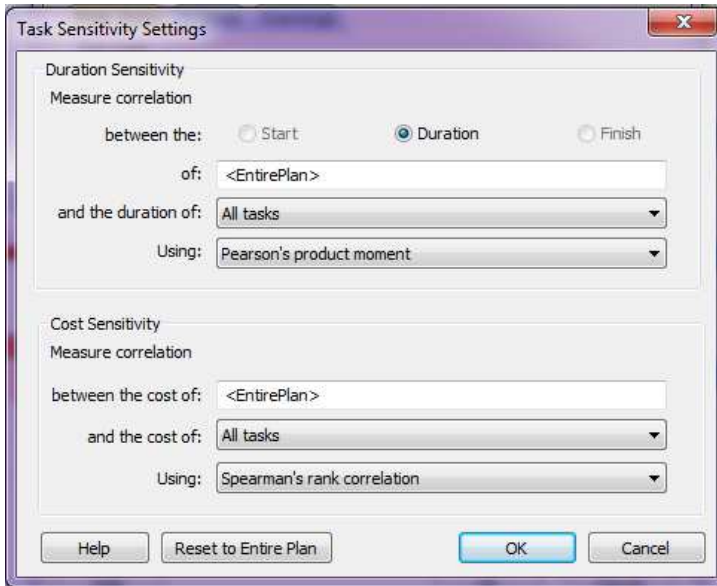 Task Sensitivity Settings
Duration Sensitivity
Measure correlation
between the: Start Duration Finish
of: <EntirePlan>
and the duration of: All tasks
Using: Pearson's product moment
Cost Sensitivity
Measure correlation
between the cost of: <EntirePlan>
and the cost of: All tasks
Using: Spearman's rank correlation
Help Reset to Entire Plan OK Cancel